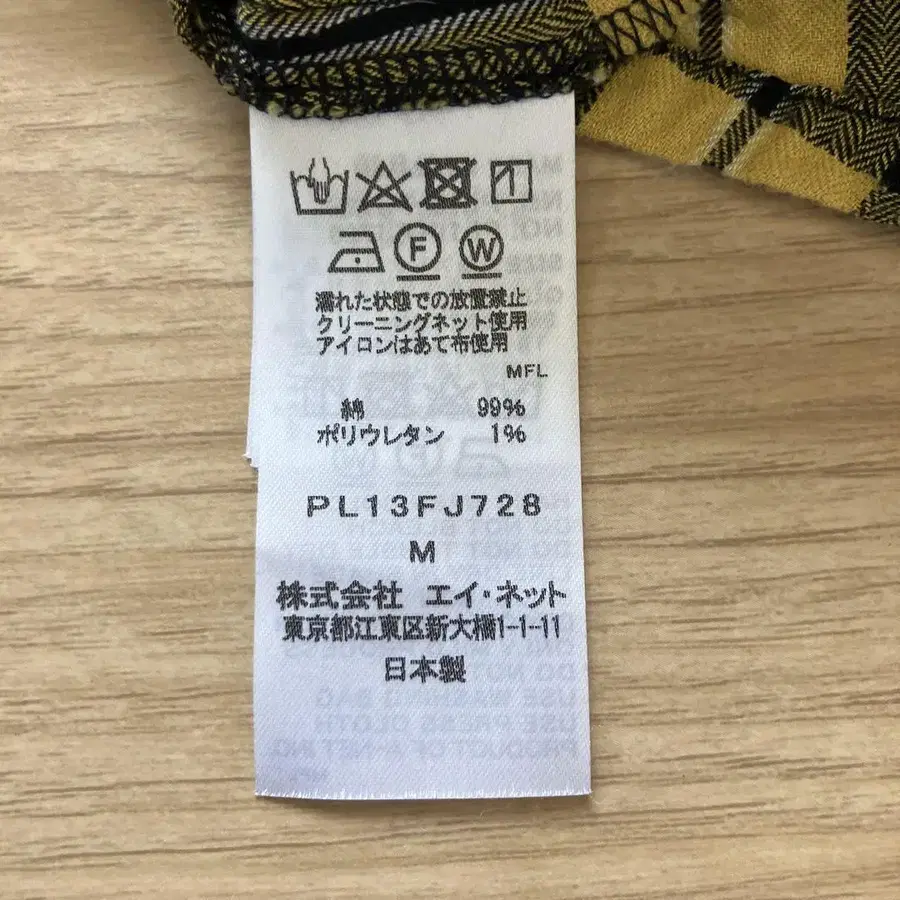 F W
濡れた状態での放置禁止
クリーニングネット使用
アイロンはあて布使用
MFL
綿 99%
ポリウレタン 1%
PL13FJ728
M
株式会社 エイ・ネット
東京都江東区新大橋1-1-11
日本製